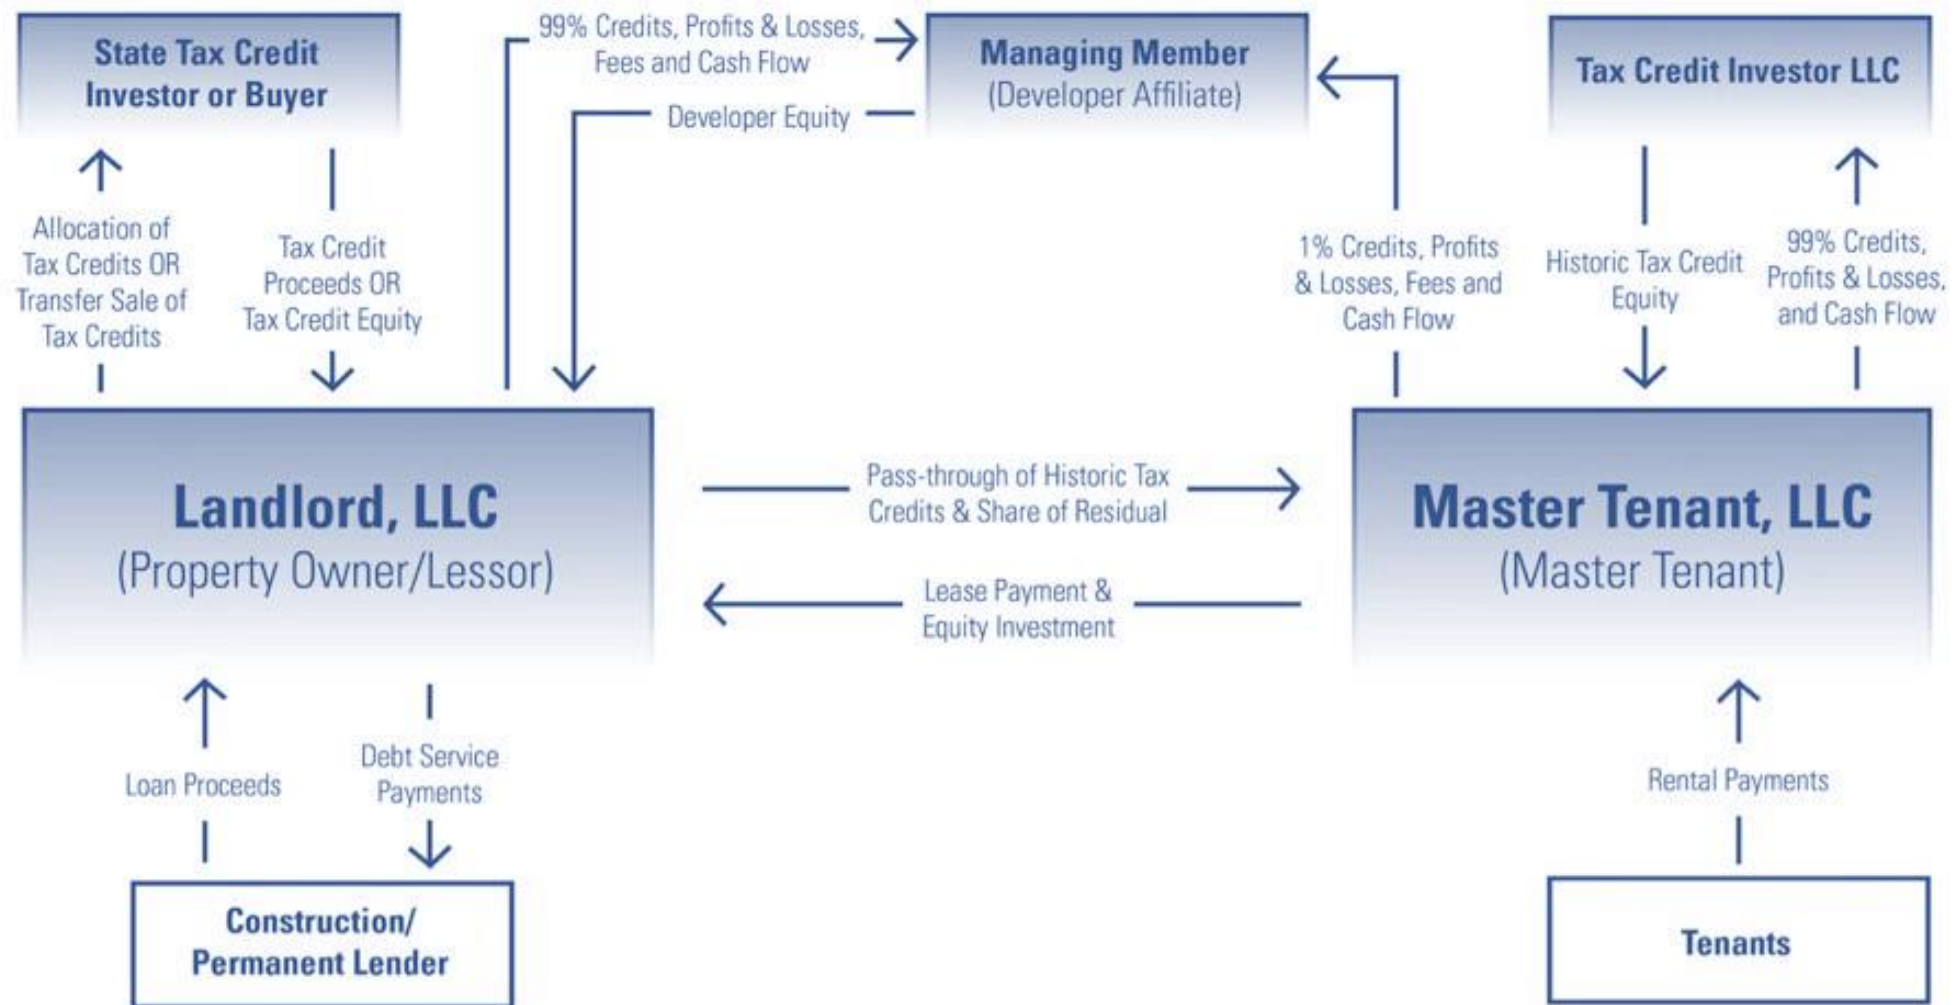 State Tax Credit
Investor or Buyer
99% Credits, Profits & Losses,
Fees and Cash Flow
Developer Equity
Managing Member
(Developer Affiliate)
Tax Credit Investor LLC
Allocation of
Tax Credits OR
Transfer Sale of
Tax Credits
Tax Credit
Proceeds OR
Tax Credit Equity
1% Credits, Profits
& Losses, Fees and
Cash Flow
Historic Tax Credit
Equity
99% Credits,
Profits & Losses,
and Cash Flow
Landlord, LLC
(Property Owner/Lessor)
Pass-through of Historic Tax
Credits & Share of Residual
Lease Payment &
Equity Investment
Master Tenant, LLC
(Master Tenant)
Loan Proceeds
Debt Service
Payments
Rental Payments
Construction/
Permanent Lender
Tenants